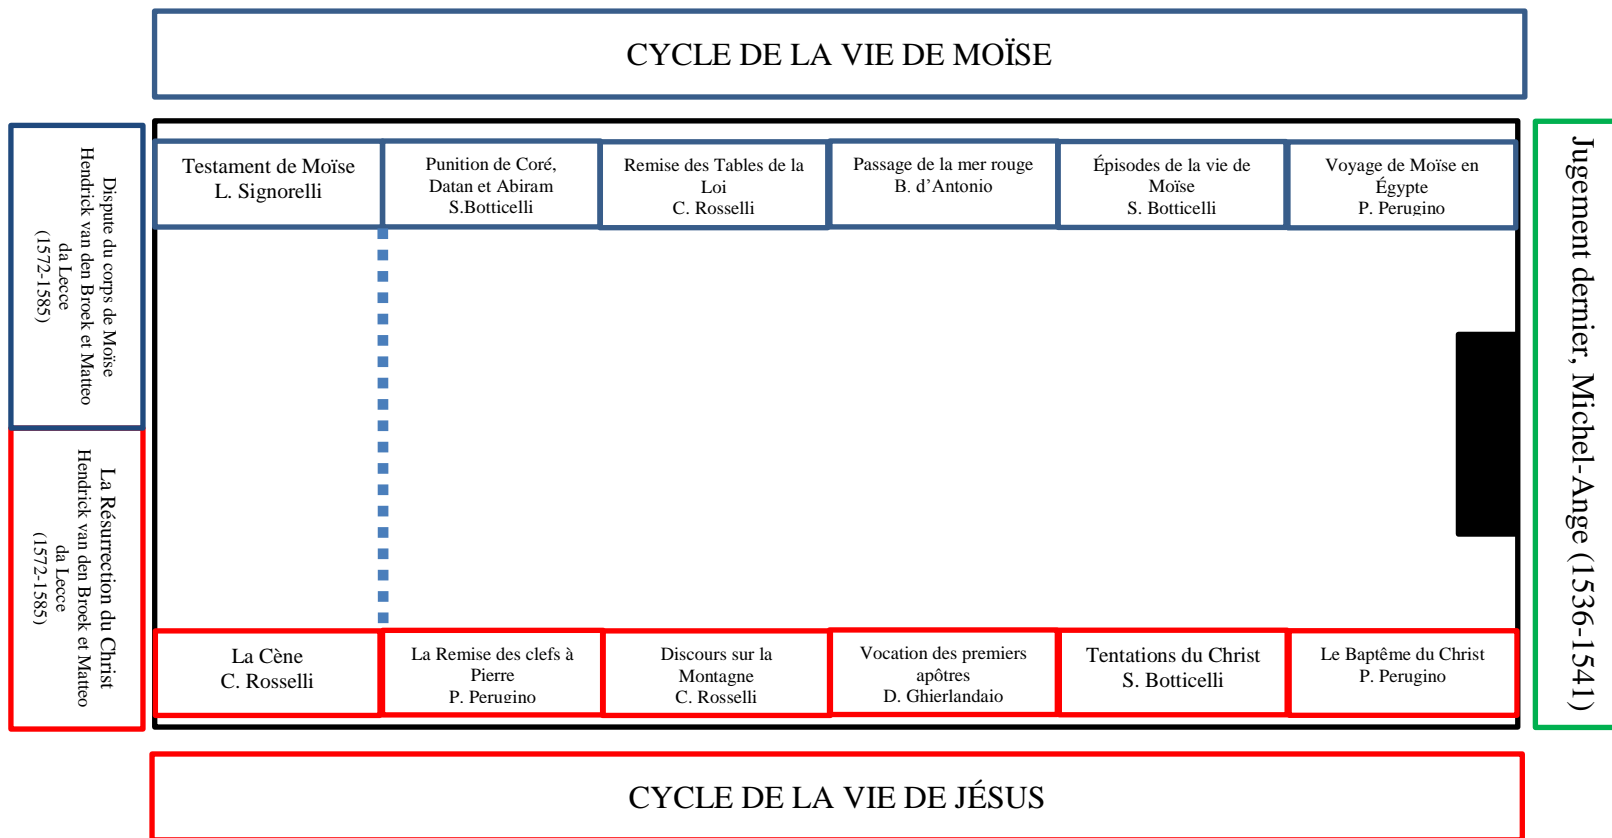 CYCLE DE LA VIE DE MOÏSE
Dispute du corps de Moïse
Hendrick van den Broek et Matteo
da Lecce
(1572-1585)
Testament de Moïse
L. Signorelli
Punition de Coré,
Datan et Abiram
S.Botticelli
Remise des Tables de la
Loi
C. Rosselli
Passage de la mer rouge
B. d’Antonio
Épisodes de la vie de
Moïse
S. Botticelli
Voyage de Moïse en
Égypte
P. Perugino
Jugement dernier, Michel-Ange (1536-1541)
La Résurrection du Christ
Hendrick van den Broek et Matteo
da Lecce
(1572-1585)
La Cène
C. Rosselli
La Remise des clefs à
Pierre
P. Perugino
Discours sur la
Montagne
C. Rosselli
Vocation des premiers
apôtres
D. Ghierlandaio
Tentations du Christ
S. Botticelli
Le Baptême du Christ
P. Perugino
CYCLE DE LA VIE DE JÉSUS